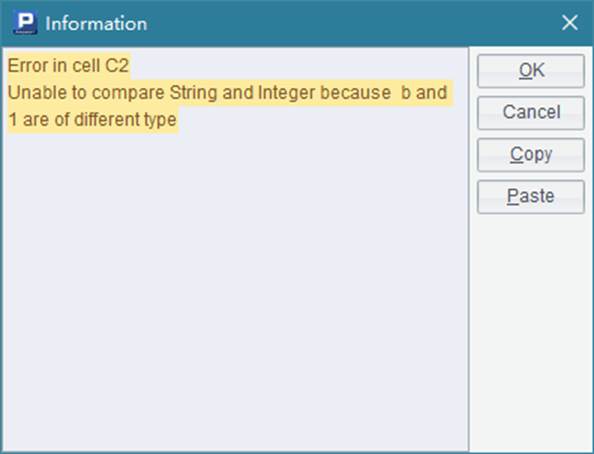 Information
Error in cell C2
Unable to compare String and Integer because  b and
1 are of different type
OK
Cancel
Copy
Paste